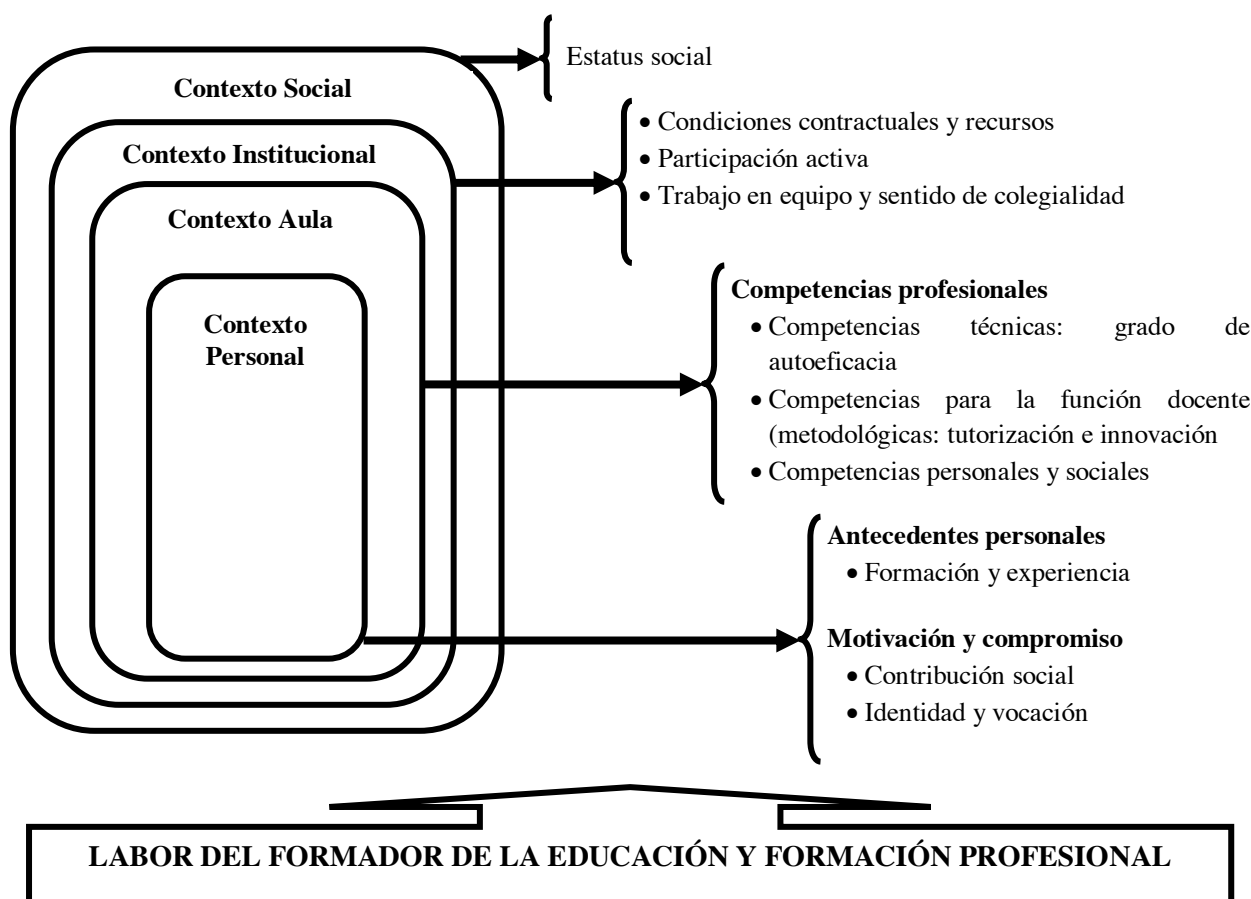 Estatus social
Contexto Social
• Condiciones contractuales y recursos
• Participación activa
• Trabajo en equipo y sentido de colegialidad
Contexto Institucional
Contexto Aula
Competencias profesionales
• Competencias técnicas: grado de
autoeficacia
• Competencias para la función docente
(metodológicas: tutorización e innovación
• Competencias personales y sociales
Contexto
Personal
Antecedentes personales
• Formación y experiencia
Motivación y compromiso
• Contribución social
• Identidad y vocación
LABOR DEL FORMADOR DE LA EDUCACIÓN Y FORMACIÓN PROFESIONAL